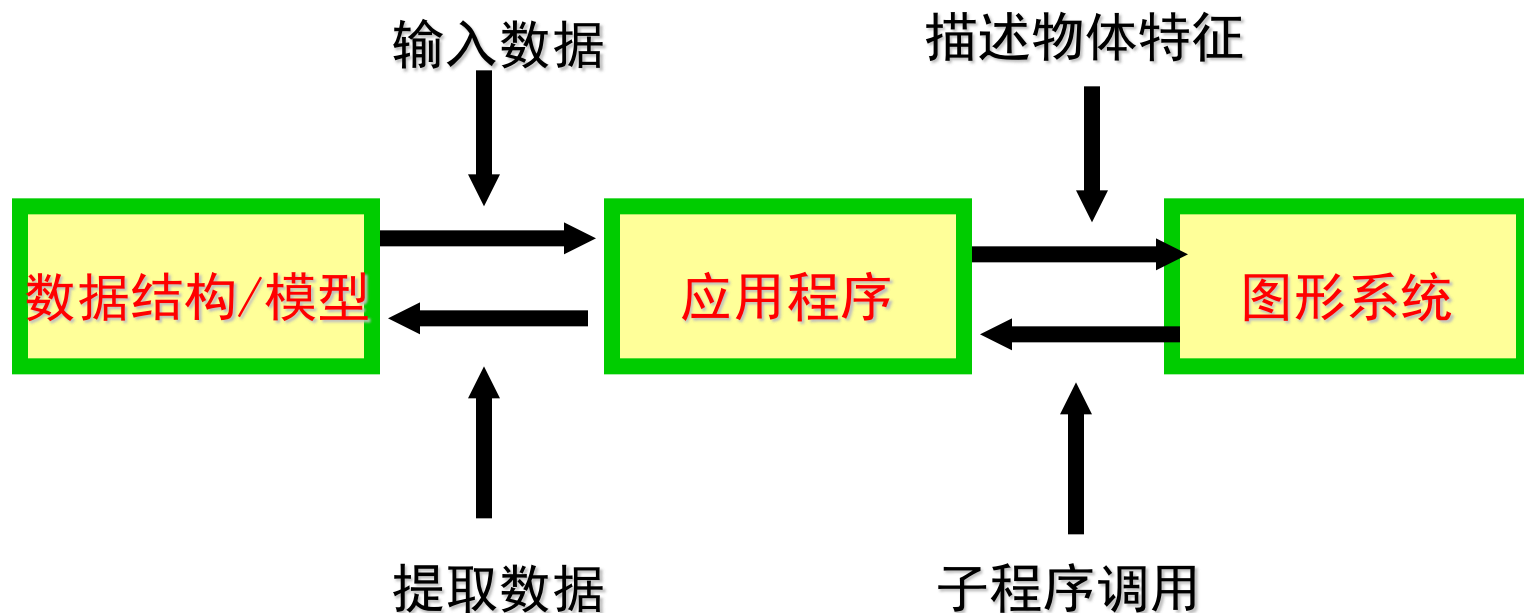 输入数据
描述物体特征
数据结构/模型
应用程序
图形系统
提取数据
子程序调用